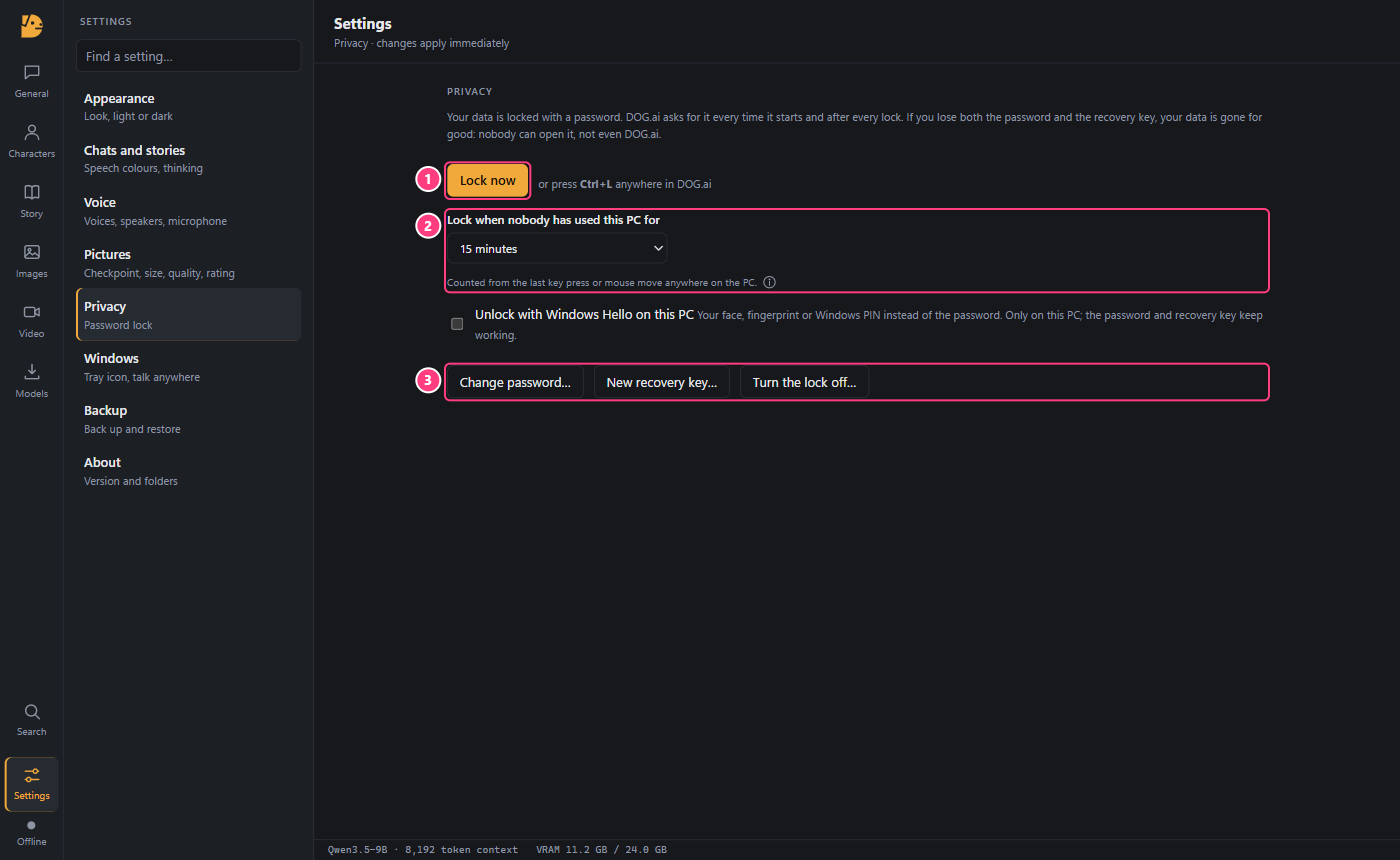 SETTINGS
Find a setting...
Appearance
Look, light or dark
Chats and stories
Speech colours, thinking
Voice
Voices, speakers, microphone
Pictures
Checkpoint, size, quality, rating
Privacy
Password lock
Windows
Tray icon, talk anywhere
Backup
Back up and restore
About
Version and folders
General
Characters
Story
Images
Video
Models
Search
Settings
Offline
Settings
Privacy · changes apply immediately
PRIVACY
Your data is locked with a password. DOG.ai asks for it every time it starts and after every lock. If you lose both the password and the recovery key, your data is gone for
good: nobody can open it, not even DOG.ai.
1
Lock now
or press Ctrl+L anywhere in DOG.ai
2
Lock when nobody has used this PC for
15 minutes
Counted from the last key press or mouse move anywhere on the PC.
Unlock with Windows Hello on this PC Your face, fingerprint or Windows PIN instead of the password. Only on this PC; the password and recovery key keep
working.
3
Change password...
New recovery key...
Turn the lock off...
Qwen3.5-9B · 8,192 token context
VRAM 11.2 GB / 24.0 GB